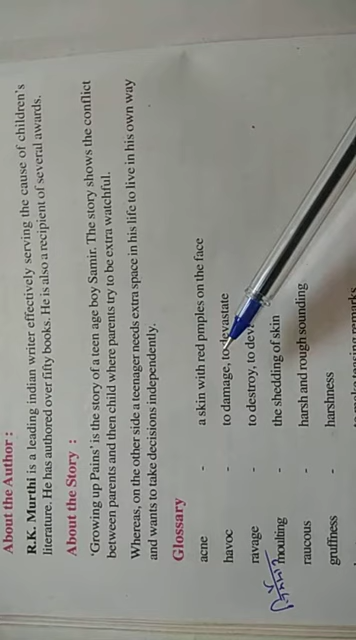 About the Author :
R.K. Murthi is a leading indian writer effectively serving the cause of children's
literature. He has authored over fifty books. He is also a recipient of several awards.
About the Story :
'Growing up Pains' is the story of a teen age boy Samir. The story shows the conflict
between parents and then child where parents try to be extra watchful.
Whereas, on the other side a teenager needs extra space in his life to live in his own way
and wants to take decisions independently.
Glossary
acne - a skin with red pmples on the face
havoc - to damage, to devastate
ravage - to destroy, to
moulting - the shedding of skin
raucous - harsh and rough sounding
gruffness - harshness